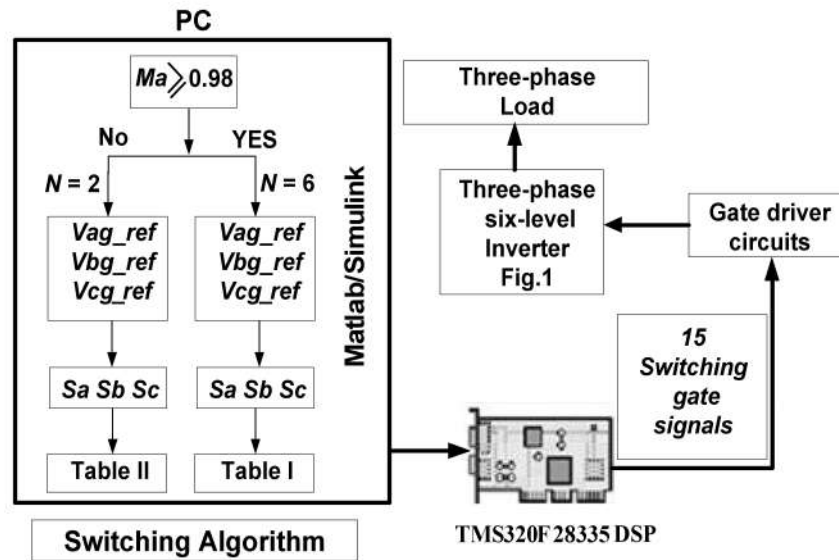 PC
Ma ⩾ 0.98
No
YES
N = 2
N = 6
Vag_ref
Vbg_ref
Vcg_ref
Vag_ref
Vbg_ref
Vcg_ref
Sa Sb Sc
Sa Sb Sc
Table II
Table I
Matlab/Simulink
Switching Algorithm
Three-phase
Load
Three-phase
six-level
Inverter
Fig.1
Gate driver
circuits
15
Switching
gate
signals
TMS320F28335 DSP